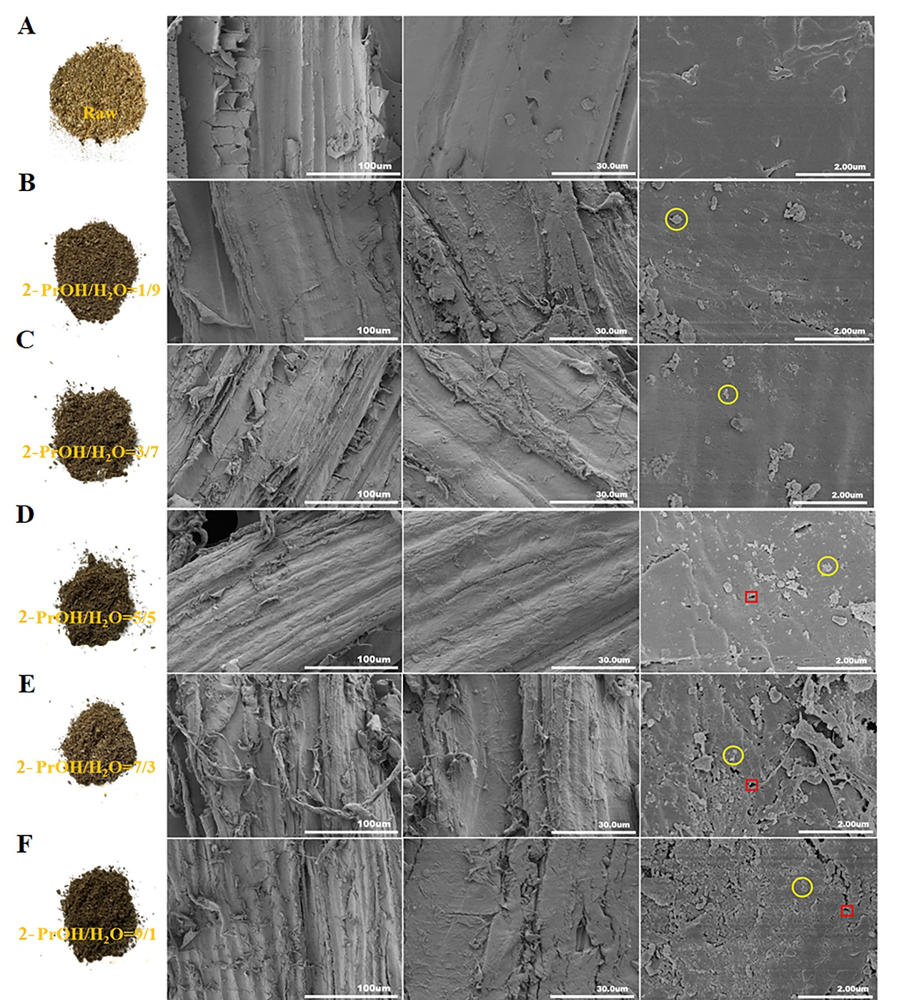 A
Raw
100um
30.0um
2.00um
B
2-PrOH/H₂O=1/9
100um
30.0um
2.00um
C
2-PrOH/H₂O=3/7
100um
30.0um
2.00um
D
2-PrOH/H₂O=5/5
100um
30.0um
2.00um
E
2-PrOH/H₂O=7/3
100um
30.0um
2.00um
F
2-PrOH/H₂O=9/1
100um
30.0um
2.00um